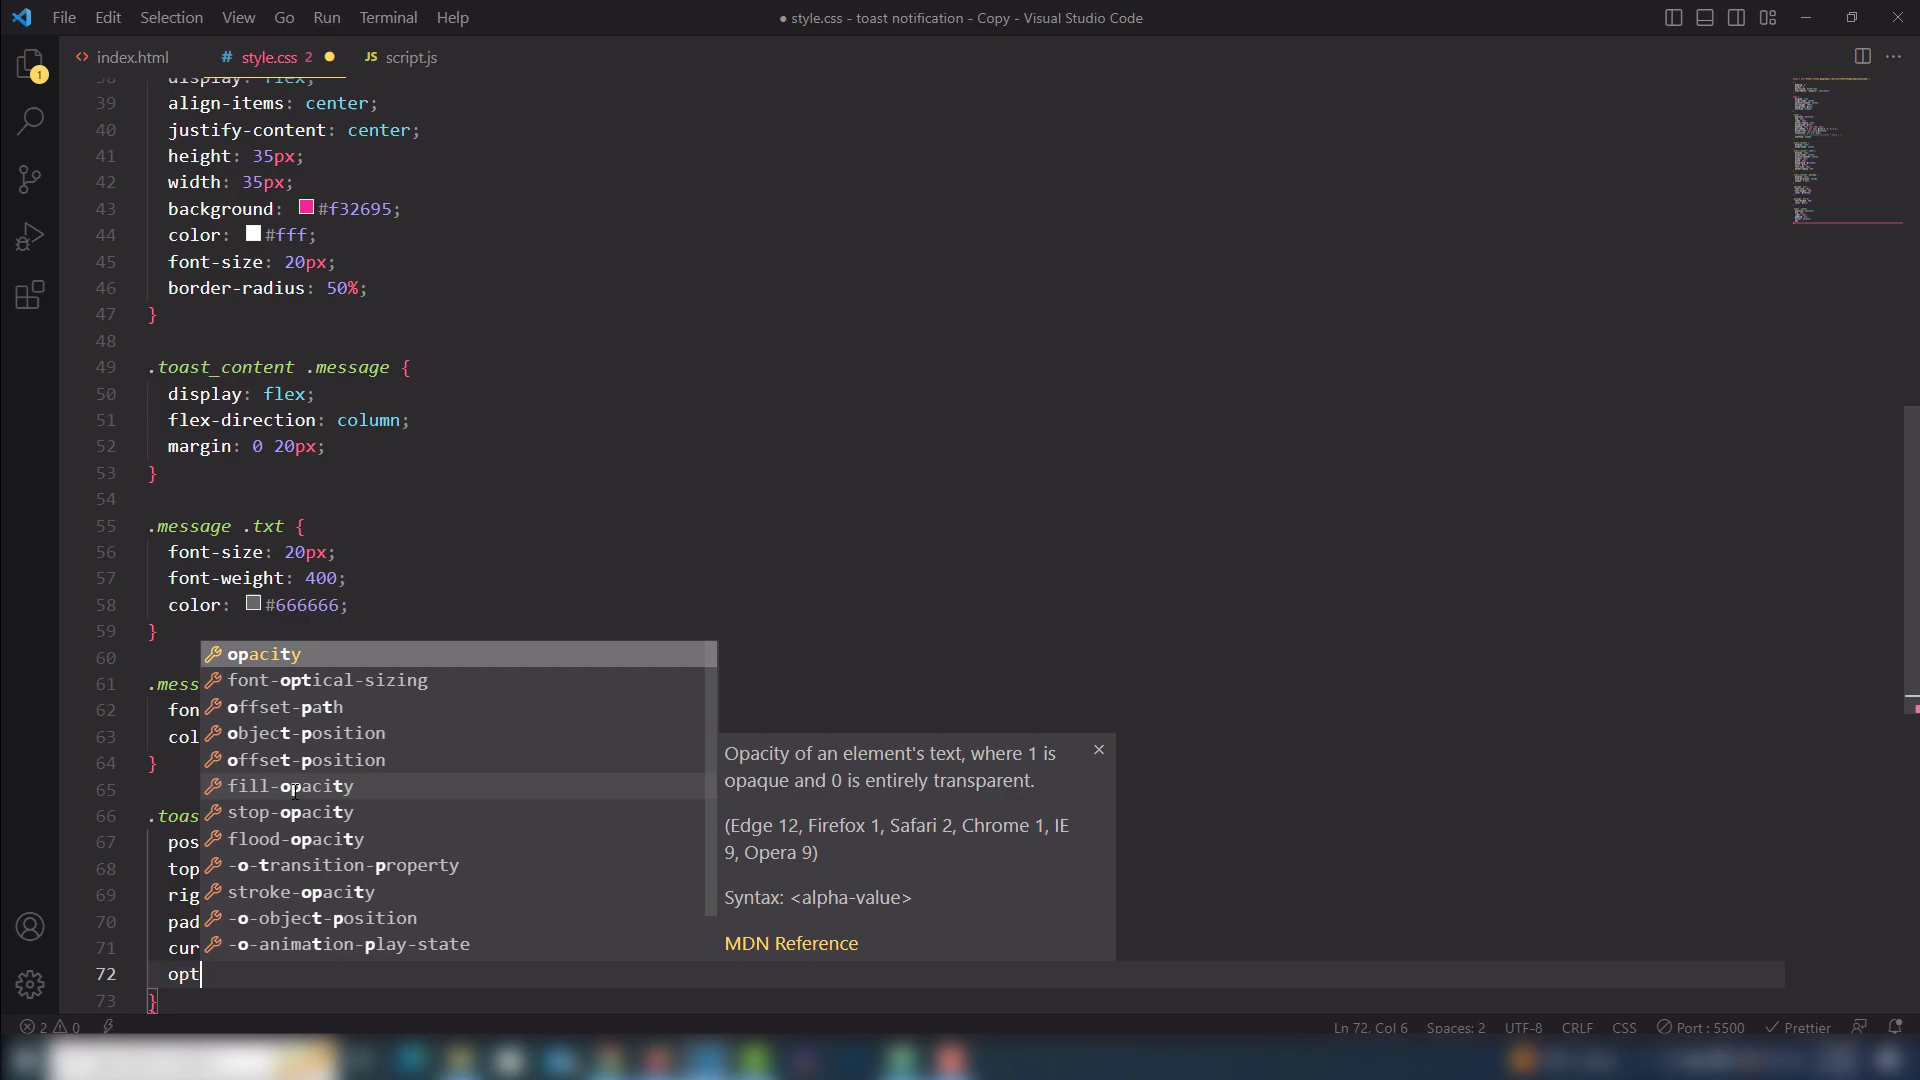 File Edit Selection View Go Run Terminal Help
● style.css - toast notification - Copy - Visual Studio Code
1
<> index.html
# style.css 2
JS script.js
38 display: flex;
39 align-items: center;
40 justify-content: center;
41 height: 35px;
42 width: 35px;
43 background: #f32695;
44 color: #fff;
45 font-size: 20px;
46 border-radius: 50%;
47 }
48
49 .toast_content .message {
50 display: flex;
51 flex-direction: column;
52 margin: 0 20px;
53 }
54
55 .message .txt {
56 font-size: 20px;
57 font-weight: 400;
58 color: #666666;
59 }
60
61 .mess
62 fon
63 col
64 }
65
66 .toas
67 pos
68 top
69 rig
70 pad
71 cur
72 opt
73 }
opacity
font-optical-sizing
offset-path
object-position
offset-position
fill-opacity
stop-opacity
flood-opacity
-o-transition-property
stroke-opacity
-o-object-position
-o-animation-play-state
Opacity of an element's text, where 1 is
opaque and 0 is entirely transparent.
(Edge 12, Firefox 1, Safari 2, Chrome 1, IE
9, Opera 9)
Syntax: <alpha-value>
MDN Reference
2 0
Ln 72, Col 6 Spaces: 2 UTF-8 CRLF CSS Port : 5500 Prettier